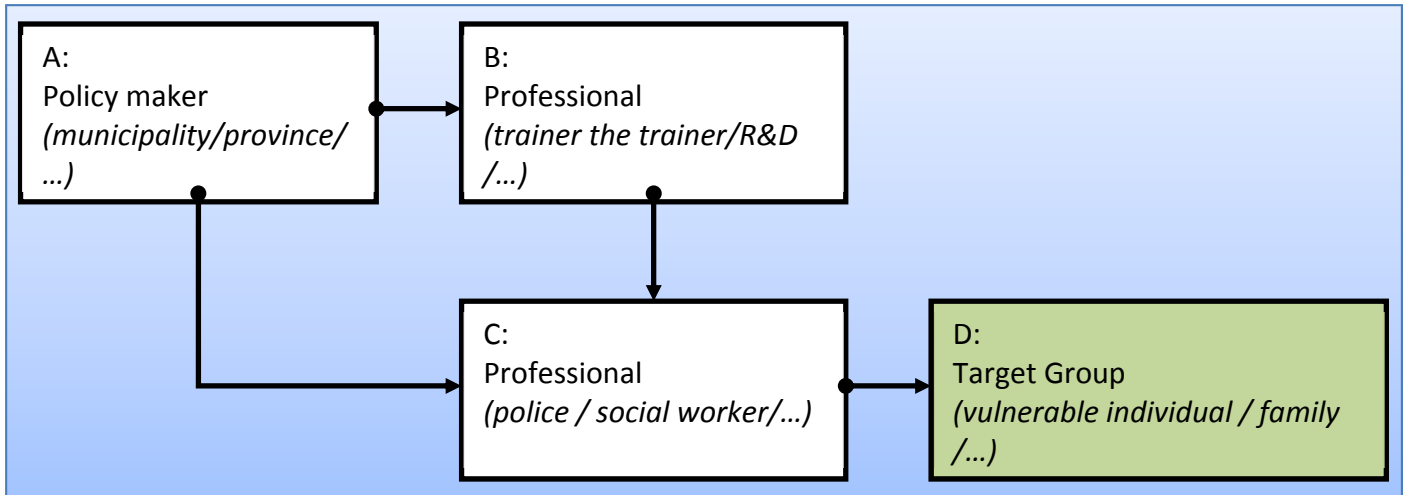 A:
Policy maker
(municipality/province/
…)
B:
Professional
(trainer the trainer/R&D
/…)
C:
Professional
(police / social worker/…)
D:
Target Group
(vulnerable individual / family
/…)